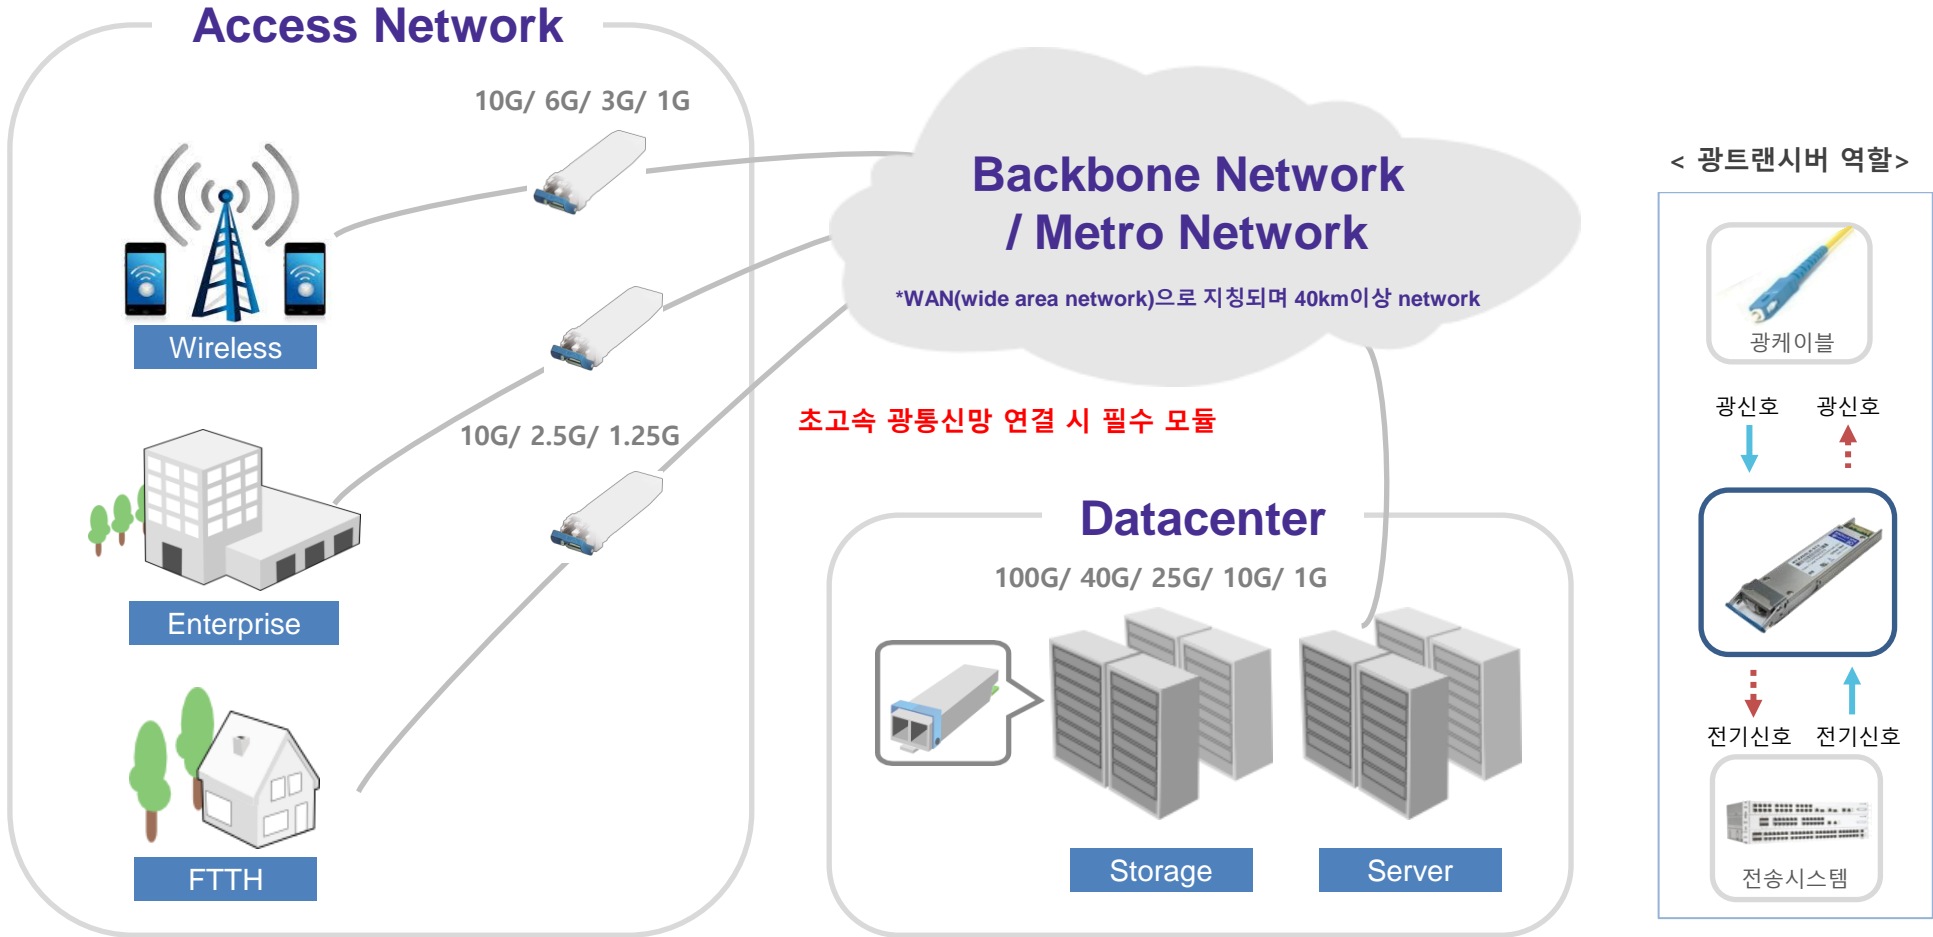 Access Network
10G/ 6G/ 3G/ 1G
Wireless
Enterprise
10G/ 2.5G/ 1.25G
FTTH
Backbone Network
/ Metro Network
*WAN(wide area network)으로 지칭되며 40km이상 network
초고속 광통신망 연결 시 필수 모듈
Datacenter
100G/ 40G/ 25G/ 10G/ 1G
Storage
Server
< 광트랜시버 역할>
광케이블
광신호 광신호
전기신호 전기신호
전송시스템